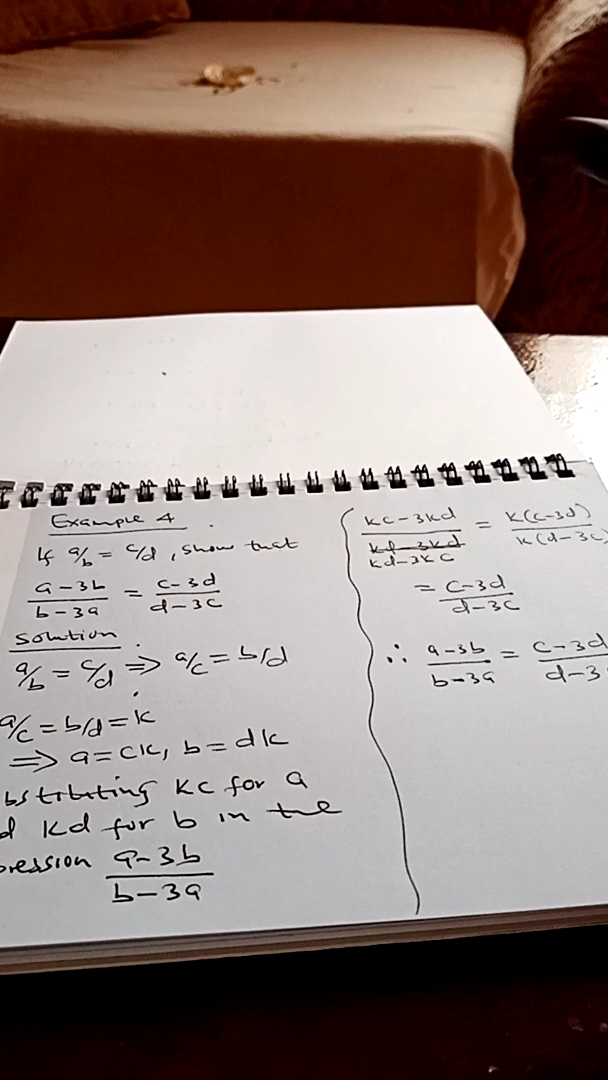 Example 4
If a/b = c/d, show that
a-3b/b-3a = c-3d/d-3c
Solution
a/b = c/d ⇒ a/c = b/d
a/c = b/d = k
⇒ a = ck, b = dk
bstituting kc for a
d kd for b in the
pression a-3b/b-3a
kc-3kd/kd-3kc = k(c-3d)/k(d-3c)
= c-3d/d-3c
∴ a-3b/b-3a = c-3d/d-3